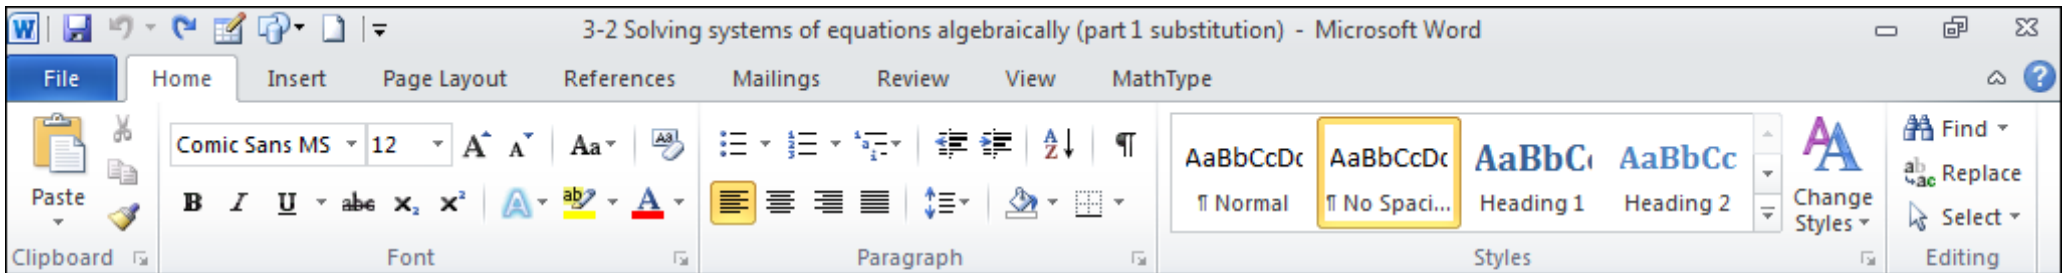 3-2 Solving systems of equations algebraically (part 1 substitution) - Microsoft Word
File Home Insert Page Layout References Mailings Review View MathType
Comic Sans MS 12 A A Aa
Paste
B I U abc x₂ x² A ab A
AaBbCcDc AaBbCcDc AaBbC AaBbCc
¶ Normal ¶ No Spaci... Heading 1 Heading 2
Change Styles
Find
Replace
Select
Clipboard Font Paragraph Styles Editing